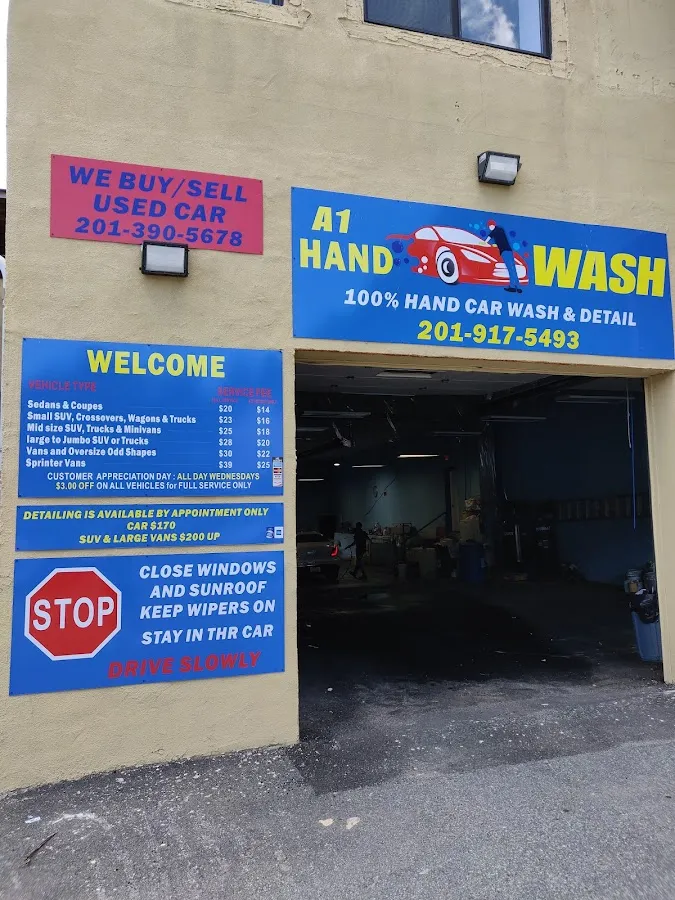 WE BUY/SELL
USED CAR
201-390-5678
A1
HAND WASH
100% HAND CAR WASH & DETAIL
201-917-5493
WELCOME
VEHICLE TYPE SERVICE FEE
Sedans & Coupes $20 $14
Small SUV, Crossovers, Wagons & Trucks $23 $16
Mid size SUV, Trucks & Minivans $25 $18
large to Jumbo SUV or Trucks $28 $20
Vans and Oversize Odd Shapes $30 $22
Sprinter Vans $39 $25
CUSTOMER APPRECIATION DAY : ALL DAY WEDNESDAYS
$3.00 OFF ON ALL VEHICLES for FULL SERVICE ONLY
DETAILING IS AVAILABLE BY APPOINTMENT ONLY
CAR $170
SUV & LARGE VANS $200 UP
STOP
CLOSE WINDOWS
AND SUNROOF
KEEP WIPERS ON
STAY IN THR CAR
DRIVE SLOWLY